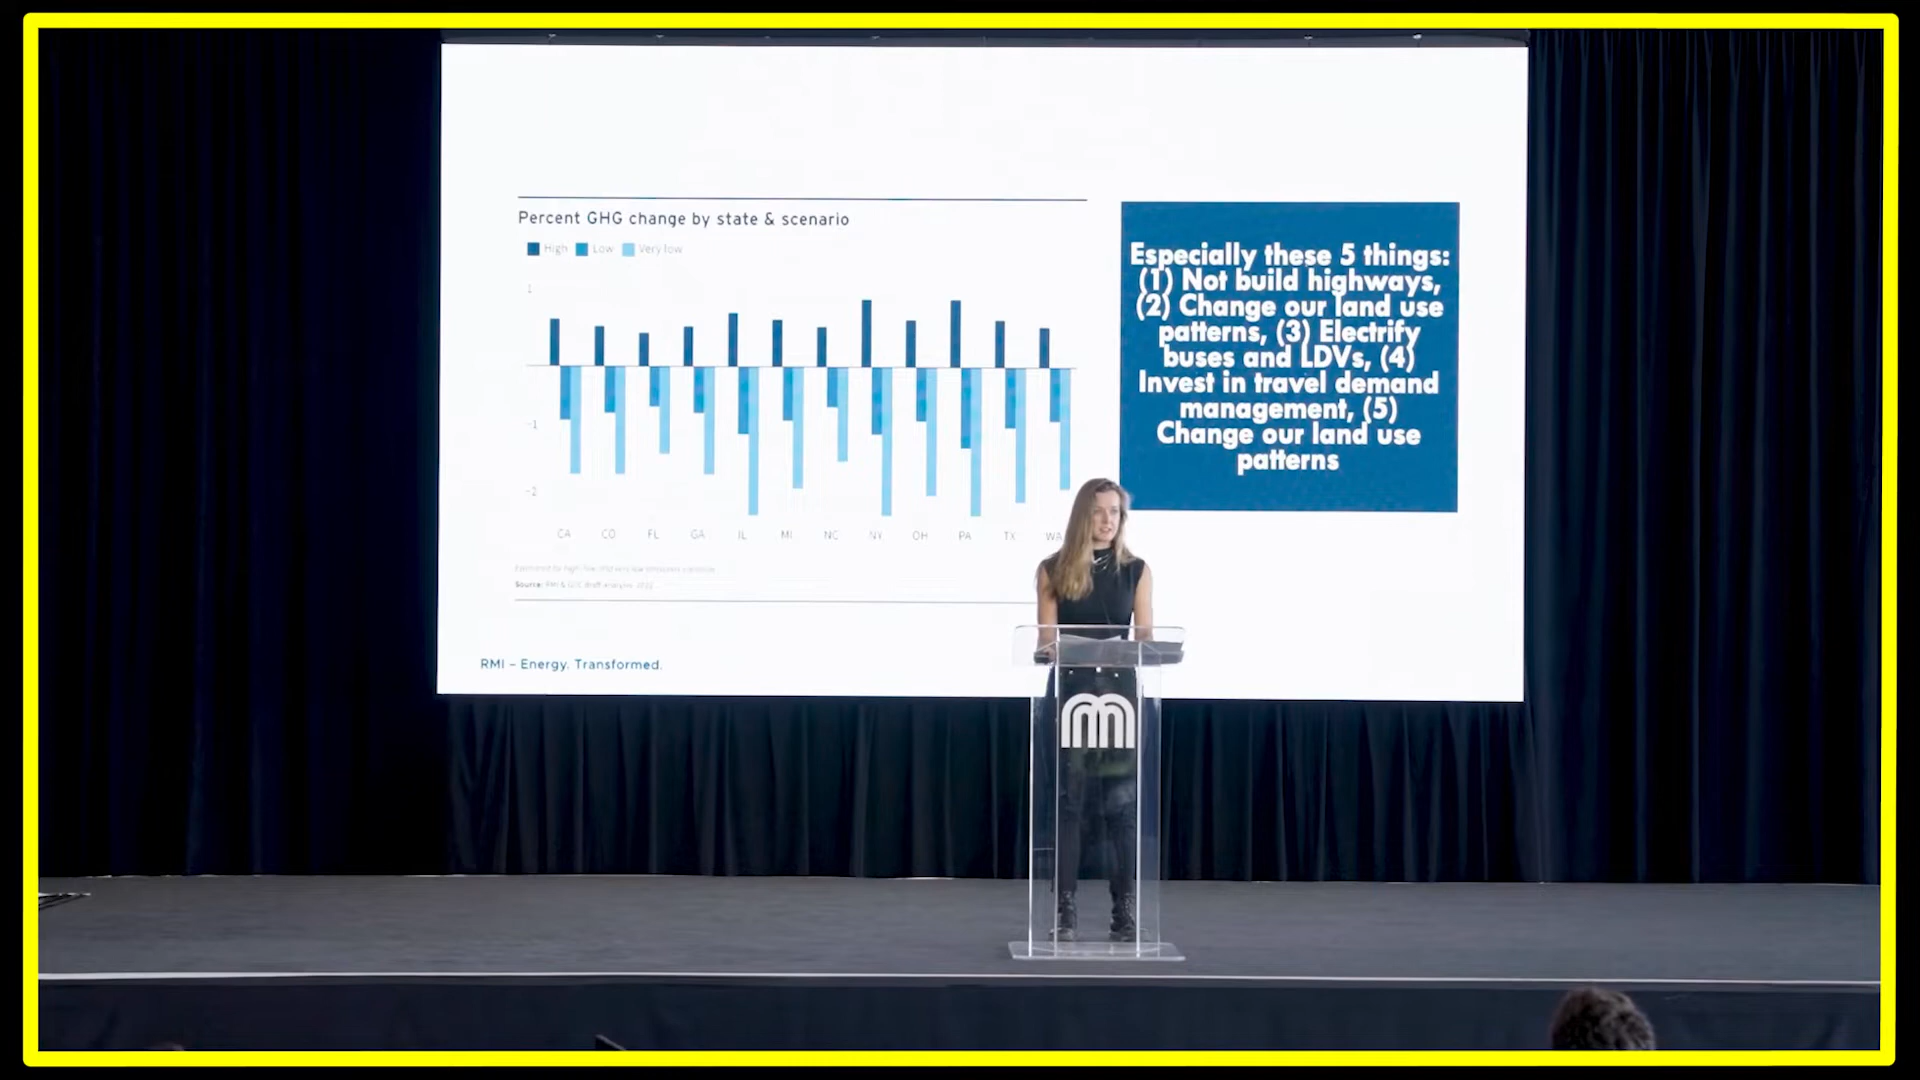 Percent GHG change by state & scenario
High Low Very low
1
-1
-2
CA CO FL GA IL MI NC NY OH PA TX WA
Source: RMI &
RMI – Energy. Transformed.
Especially these 5 things:
(1) Not build highways,
(2) Change our land use
patterns, (3) Electrify
buses and LDVs, (4)
Invest in travel demand
management, (5)
Change our land use
patterns